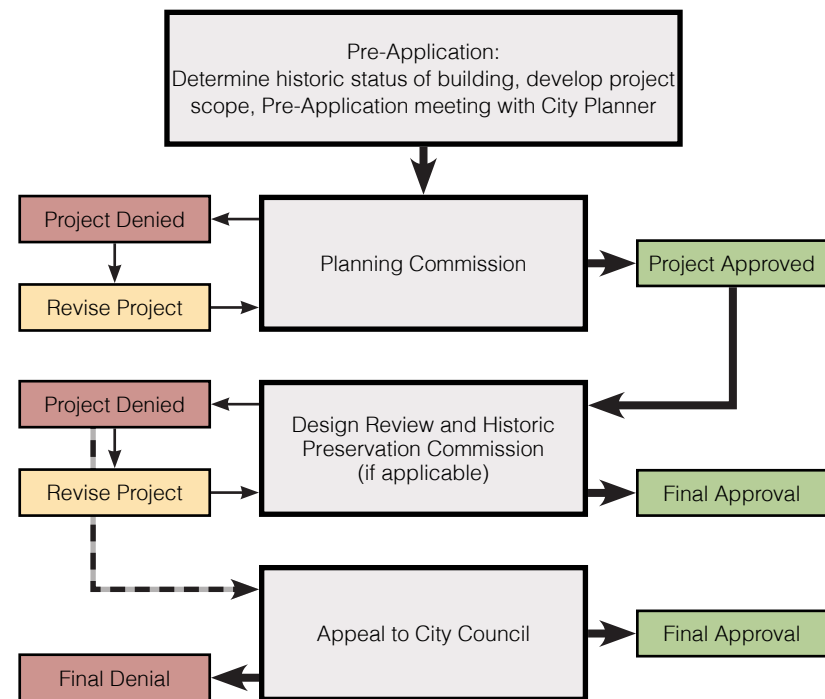 Pre-Application:
Determine historic status of building, develop project
scope, Pre-Application meeting with City Planner
Project Denied
Planning Commission
Project Approved
Revise Project
Project Denied
Design Review and Historic
Preservation Commission
(if applicable)
Revise Project
Final Approval
Appeal to City Council
Final Approval
Final Denial